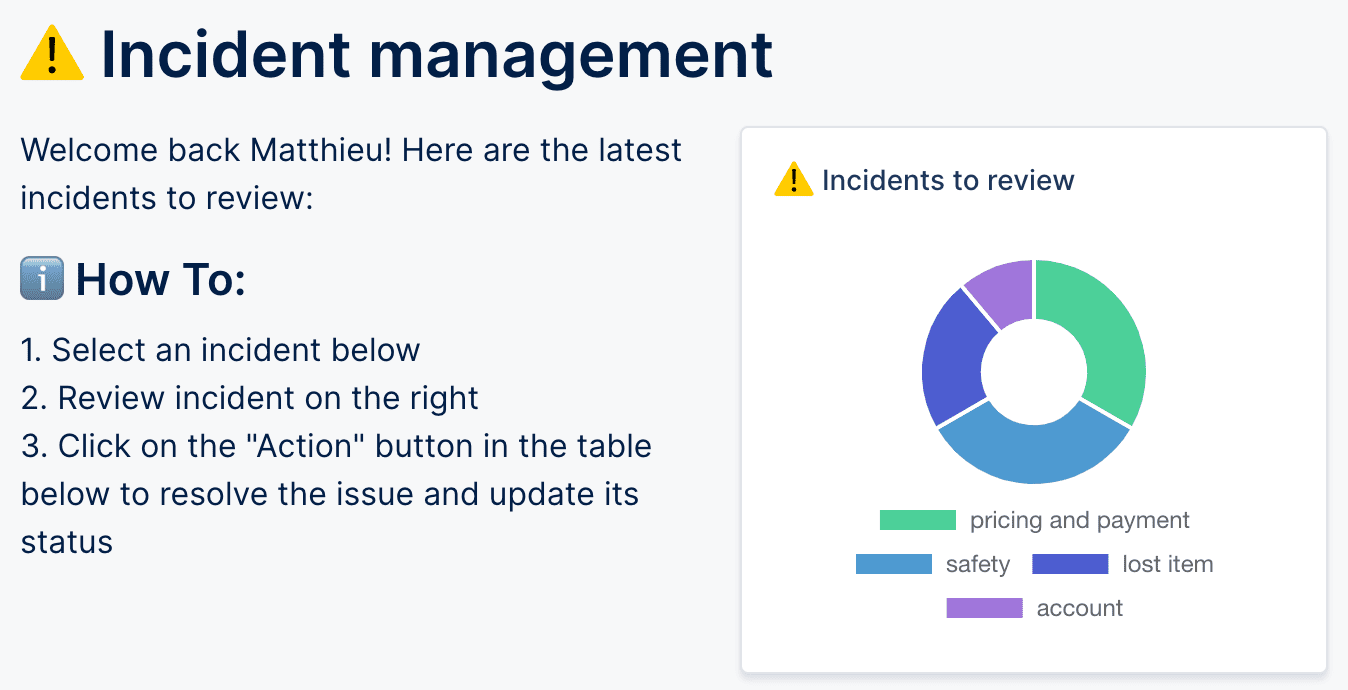 ⚠️ Incident management
Welcome back Matthieu! Here are the latest
incidents to review:
ℹ️ How To:
1. Select an incident below
2. Review incident on the right
3. Click on the "Action" button in the table
below to resolve the issue and update its
status
⚠️ Incidents to review
pricing and payment
safety lost item
account